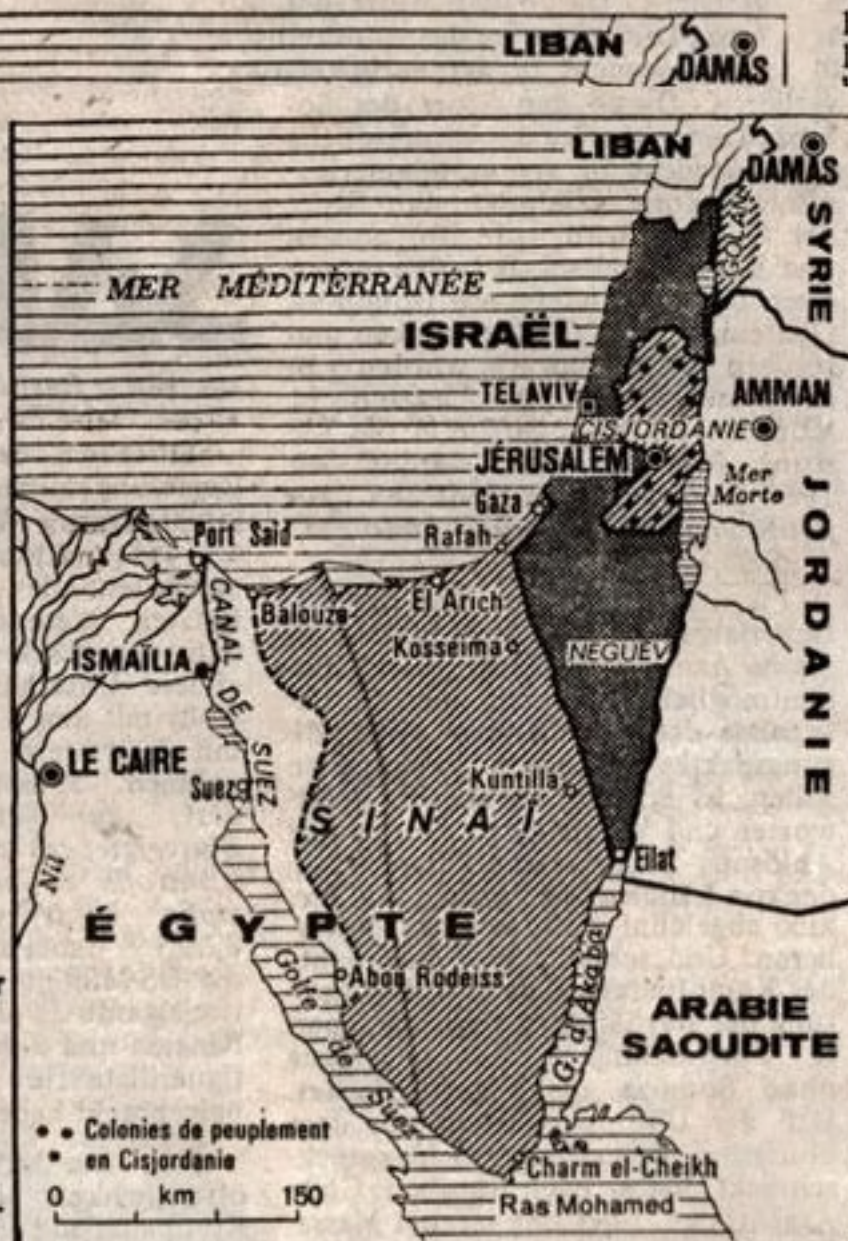 LIBAN
DAMAS
LIBAN
DAMAS
SYRIE
GOLAN
MER MÉDITERRANÉE
ISRAËL
TEL AVIV
AMMAN
CISJORDANIE
JÉRUSALEM
Mer
Morte
Gaza
Rafah
JORDANIE
Port Saïd
CANAL DE SUEZ
Balouza
El Arich
Kosseima
NEGUEV
ISMAÏLIA
LE CAIRE
Suez
Kuntilla
SINAÏ
Nil
Eilat
ÉGYPTE
Abou Rodeiss
Golfe de Suez
G. d'Akaba
ARABIE
SAOUDITE
Colonies de peuplement
en Cisjordanie
0 km 150
Charm el-Cheikh
Ras Mohamed